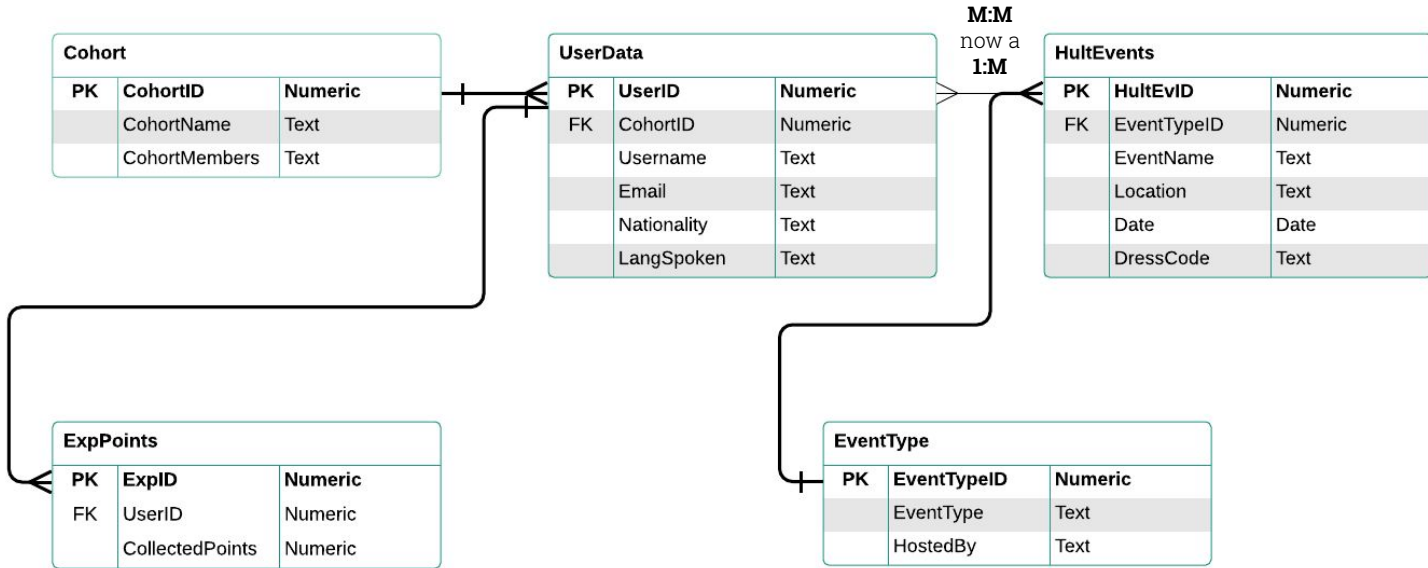 M:M
now a
1:M
Cohort
PK CohortID Numeric
CohortName Text
CohortMembers Text
UserData
PK UserID Numeric
FK CohortID Numeric
Username Text
Email Text
Nationality Text
LangSpoken Text
HultEvents
PK HultEvID Numeric
FK EventTypeID Numeric
EventName Text
Location Text
Date Date
DressCode Text
ExpPoints
PK ExpID Numeric
FK UserID Numeric
CollectedPoints Numeric
EventType
PK EventTypeID Numeric
EventType Text
HostedBy Text